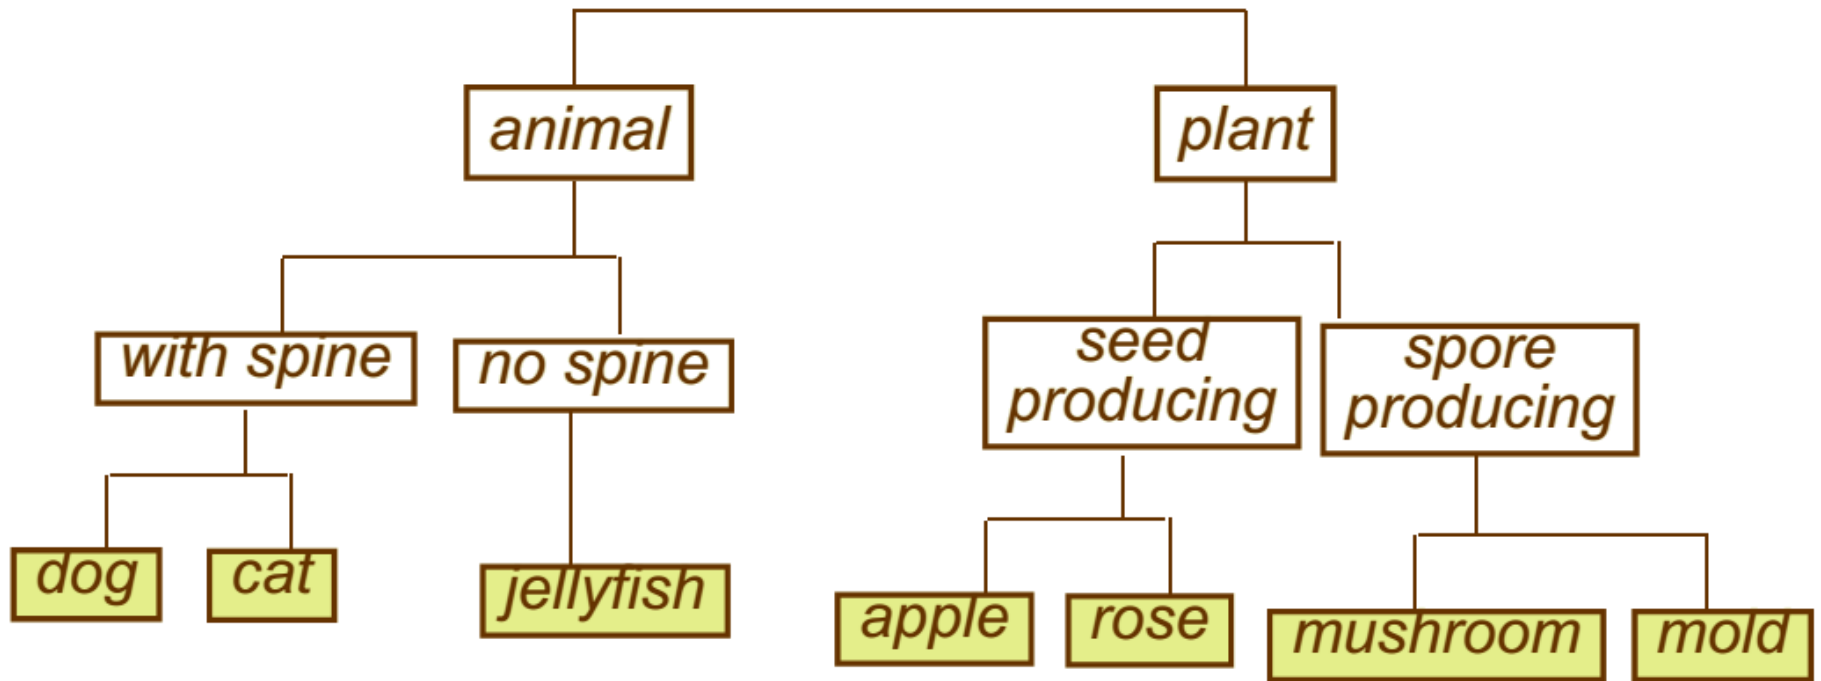 animal
plant
with spine
no spine
seed
producing
spore
producing
dog
cat
jellyfish
apple
rose
mushroom
mold